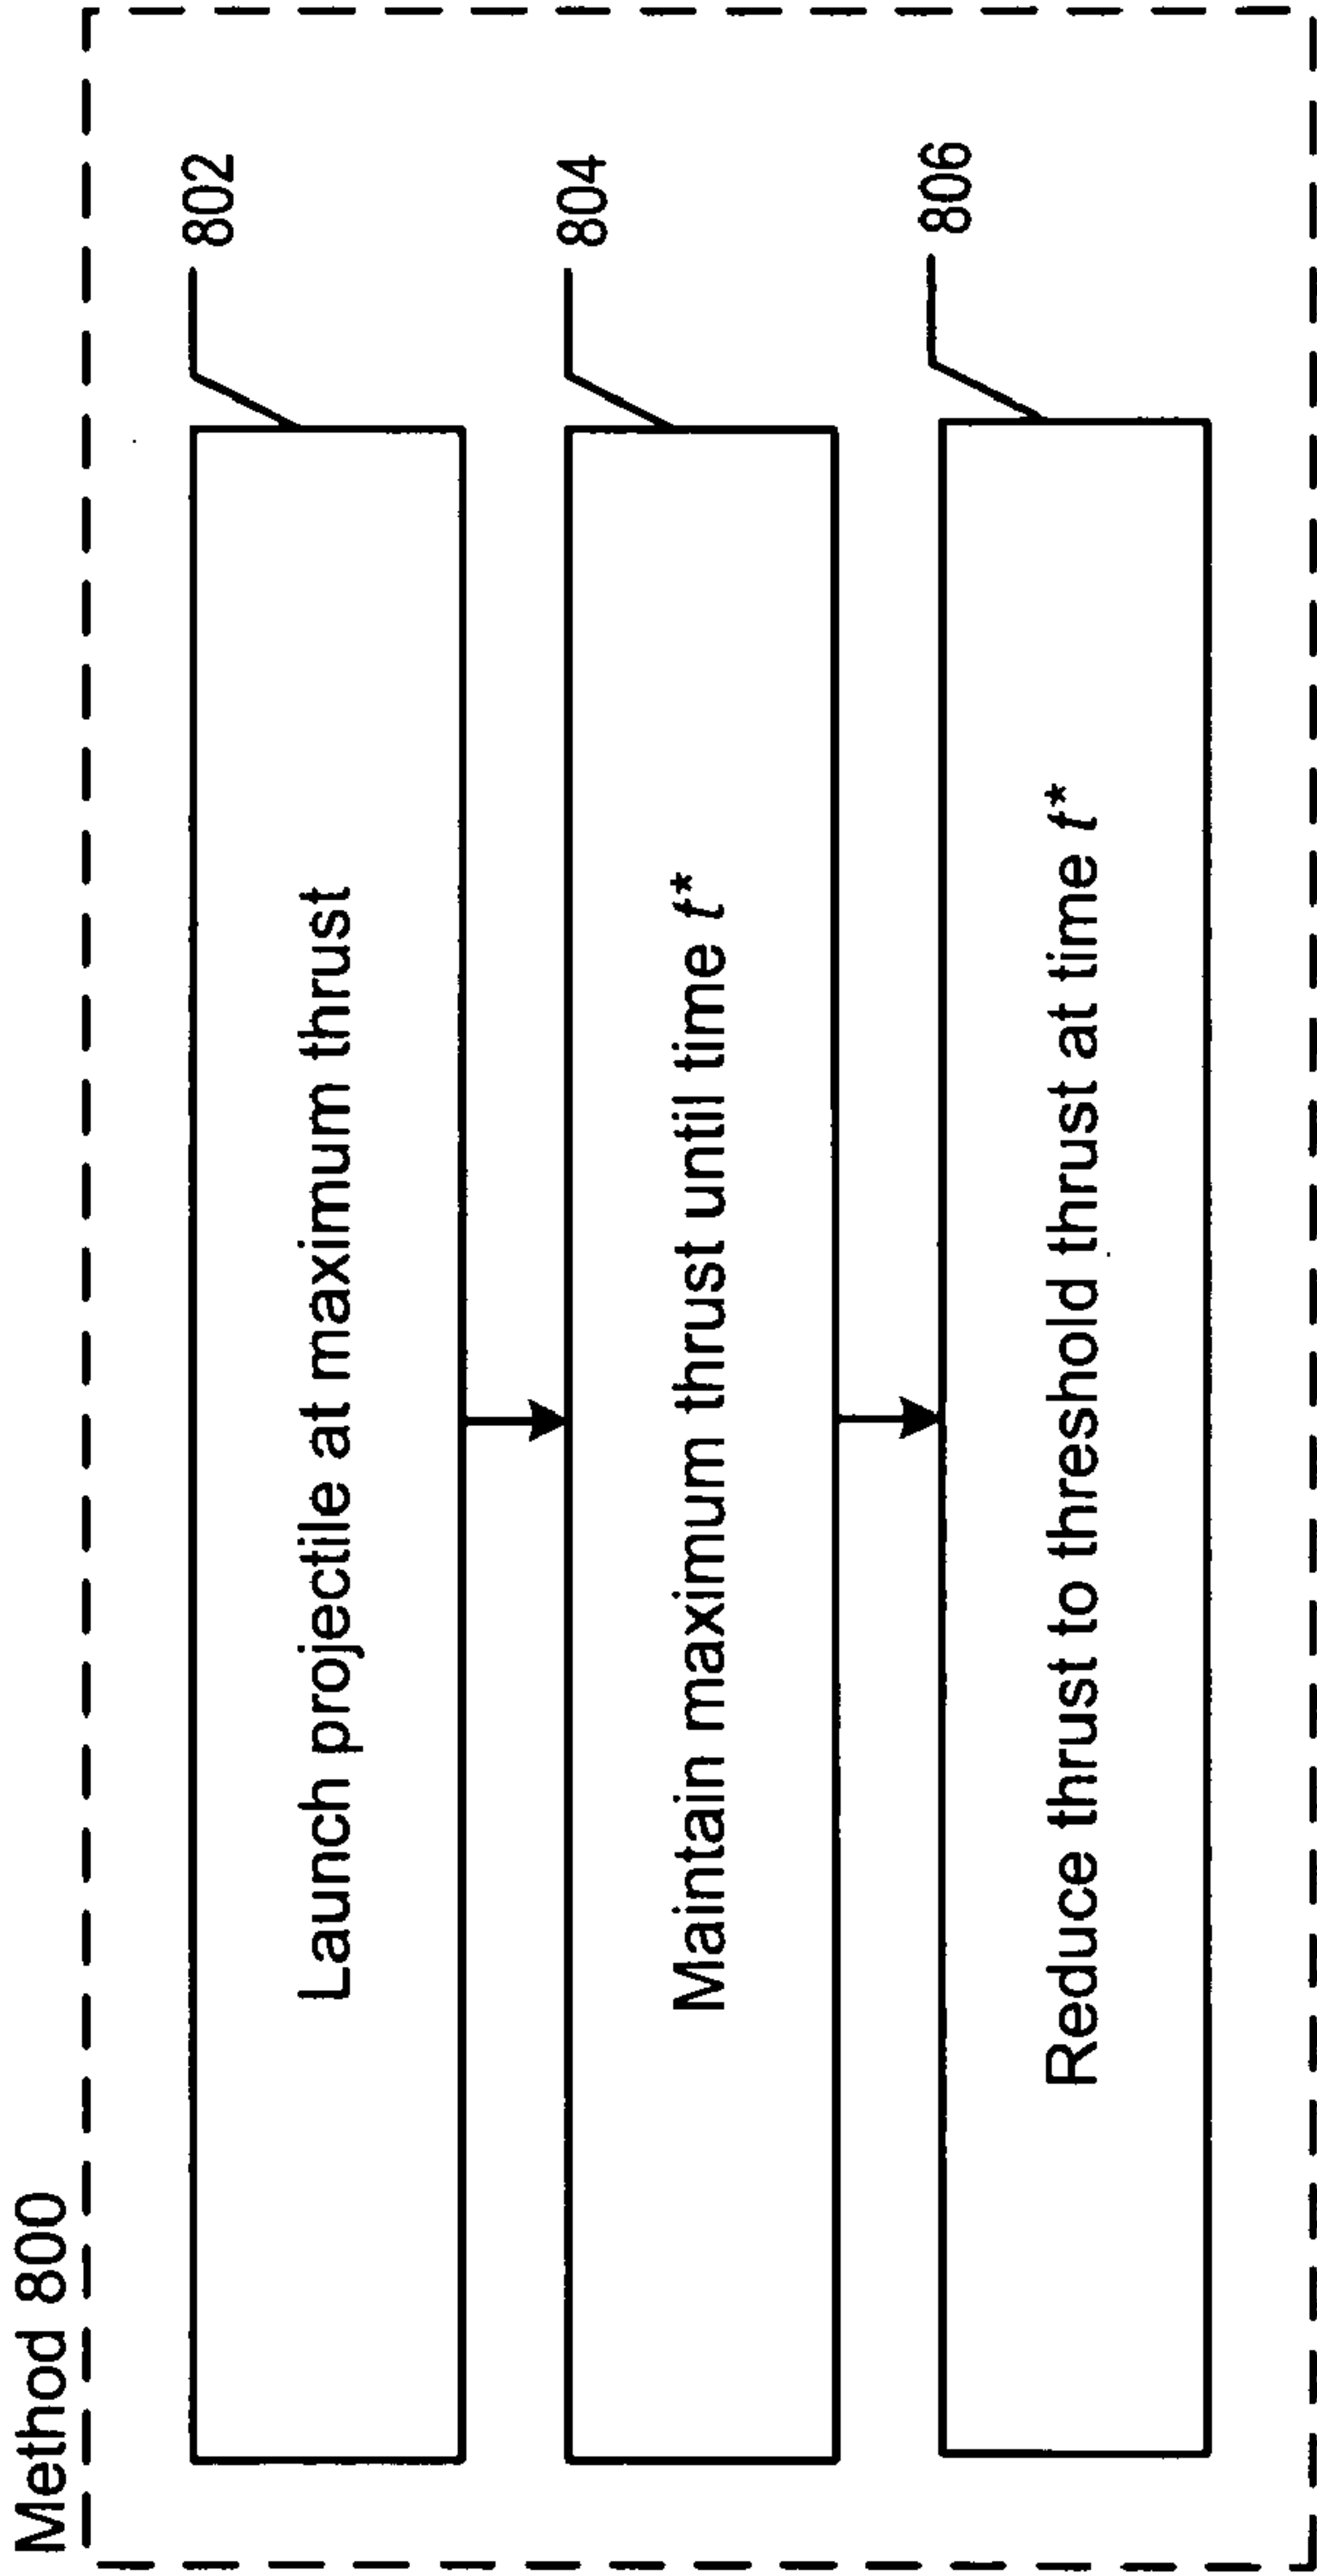 Method 800
Launch projectile at maximum thrust
802
Maintain maximum thrust until time t*
804
Reduce thrust to threshold thrust at time t*
806